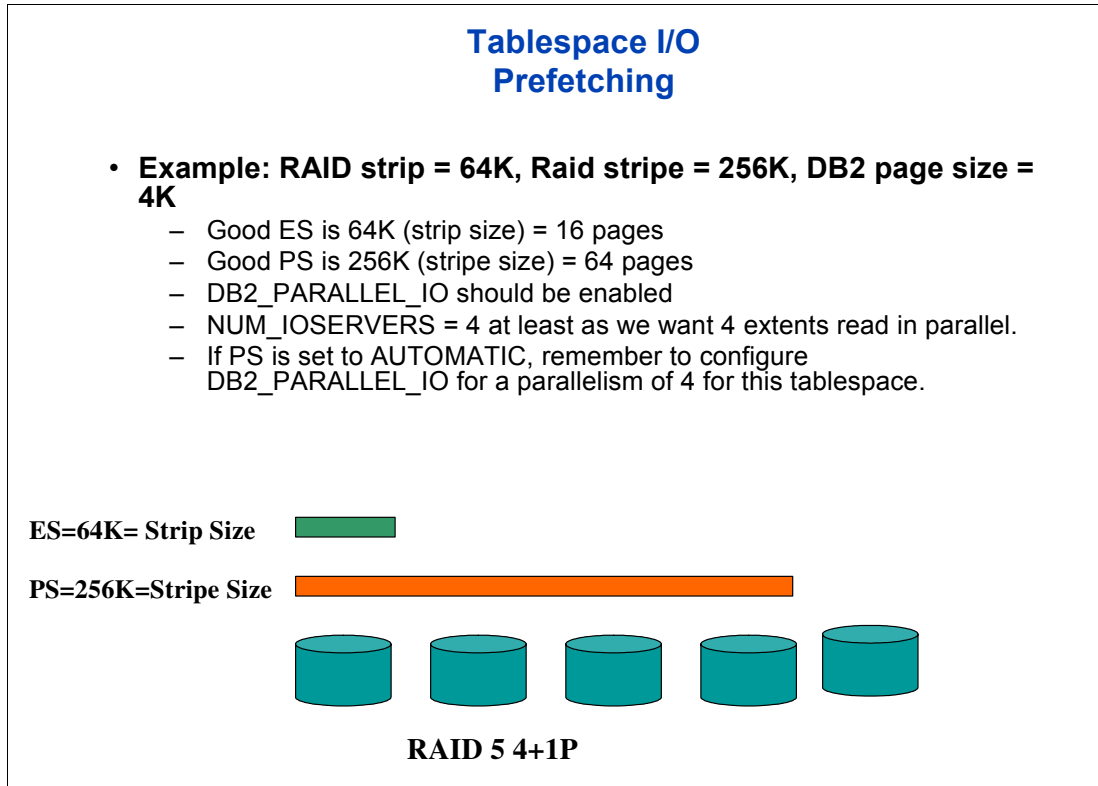 Tablespace I/O
Prefetching
• Example: RAID strip = 64K, Raid stripe = 256K, DB2 page size =
4K
– Good ES is 64K (strip size) = 16 pages
– Good PS is 256K (stripe size) = 64 pages
– DB2_PARALLEL_IO should be enabled
– NUM_IOSERVERS = 4 at least as we want 4 extents read in parallel.
– If PS is set to AUTOMATIC, remember to configure
DB2_PARALLEL_IO for a parallelism of 4 for this tablespace.
ES=64K= Strip Size
PS=256K=Stripe Size
RAID 5 4+1P